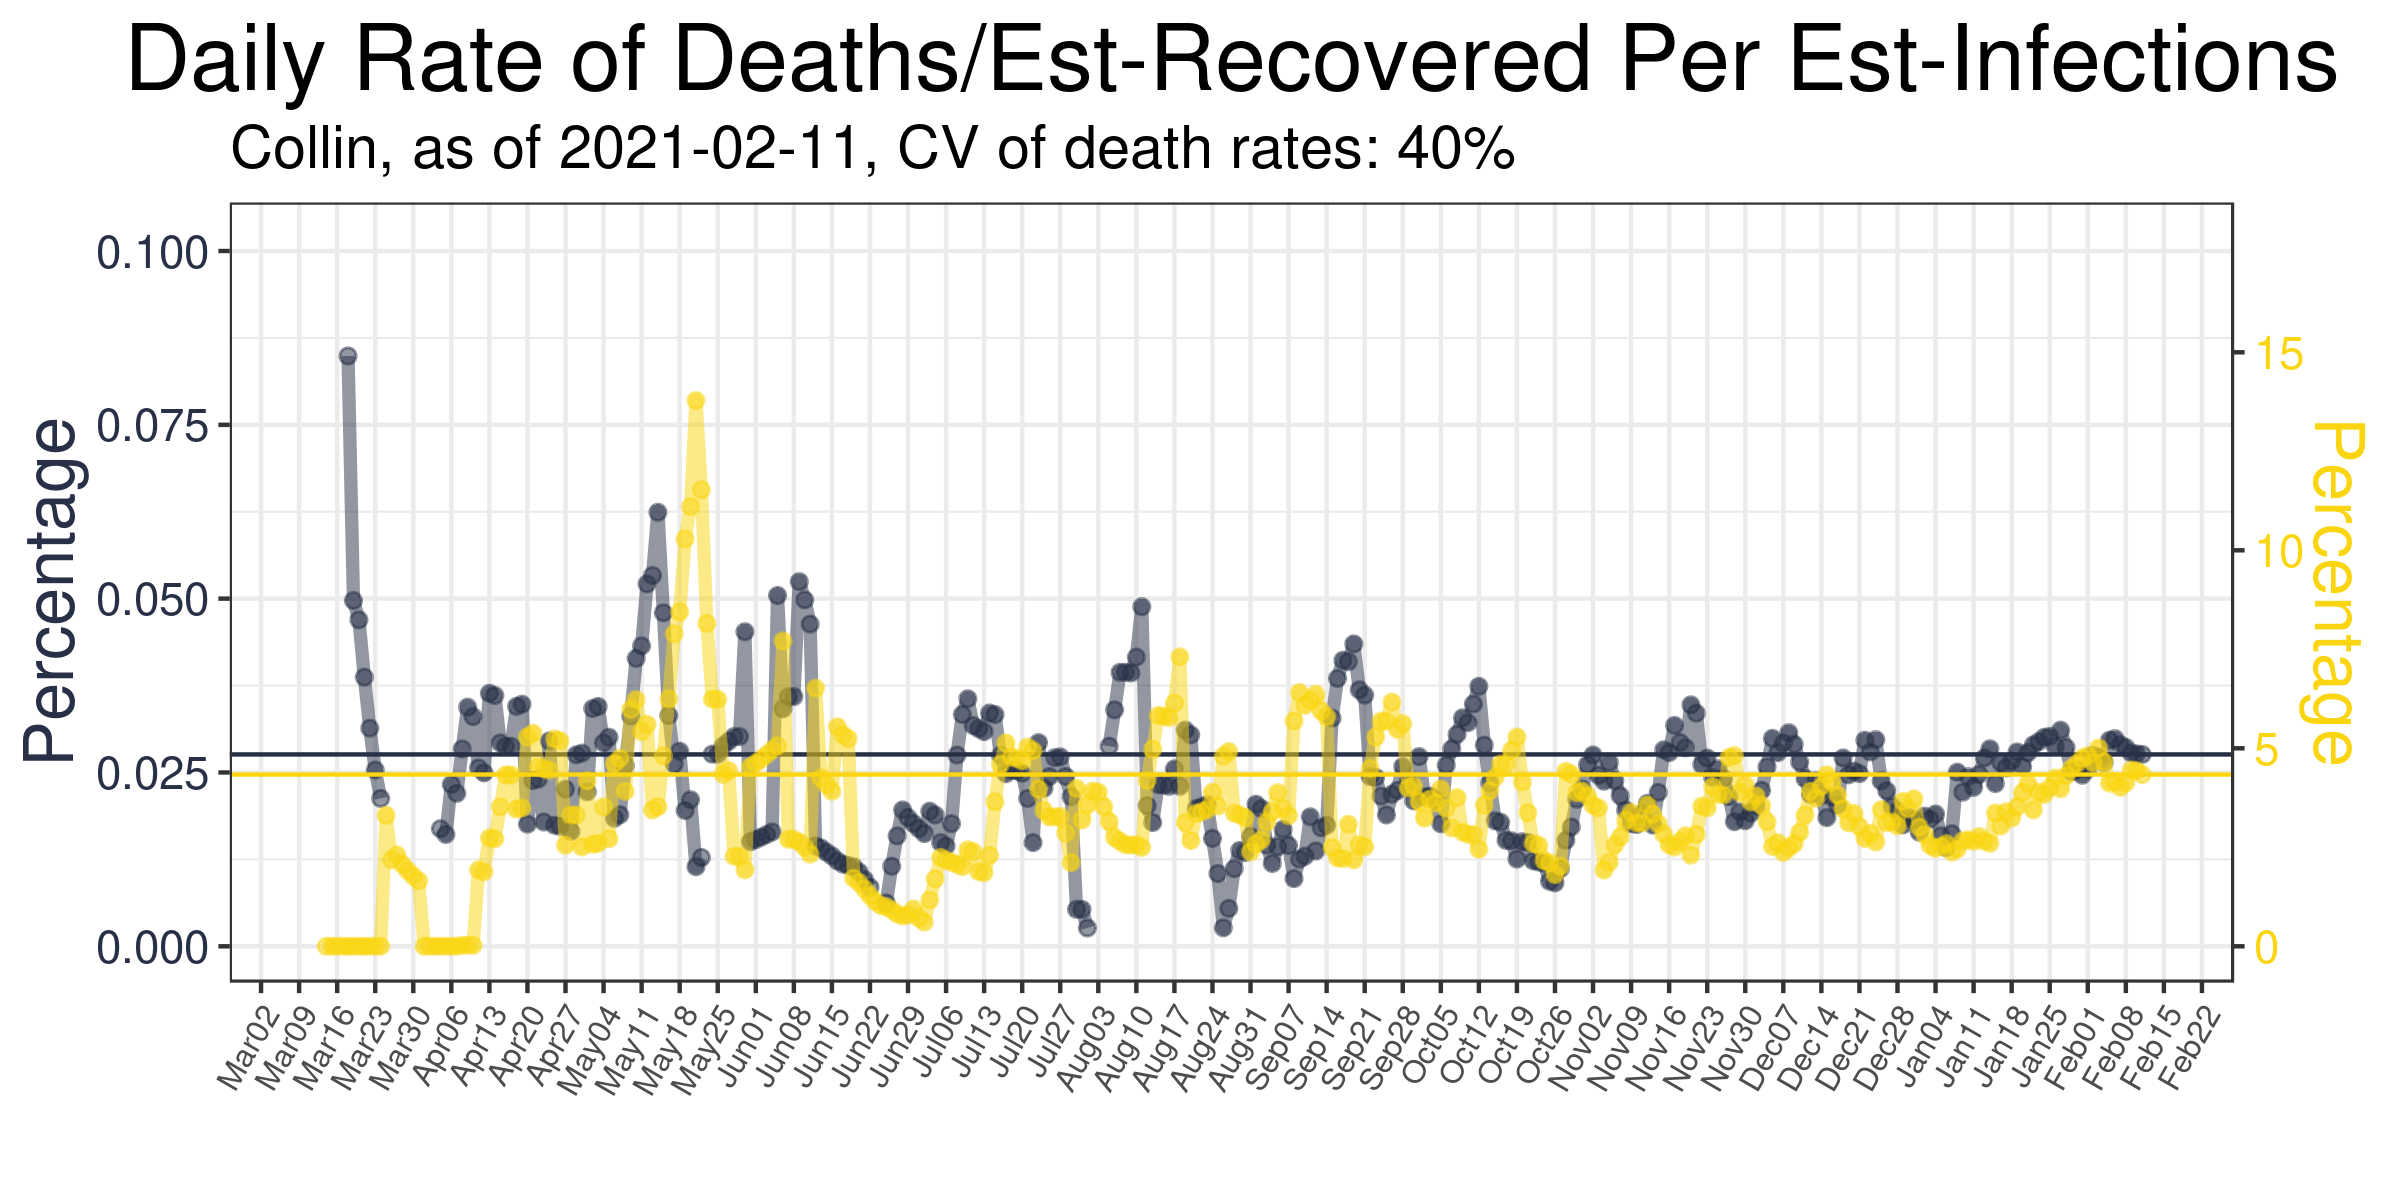 Daily Rate of Deaths/Est-Recovered Per Est-Infections
Collin, as of 2021-02-11, CV of death rates: 40%
Percentage
0.100
0.075
0.050
0.025
0.000
15
10
5
0
Percentage
Mar02
Mar09
Mar16
Mar23
Mar30
Apr06
Apr13
Apr20
Apr27
May04
May11
May18
May25
Jun01
Jun08
Jun15
Jun22
Jun29
Jul06
Jul13
Jul20
Jul27
Aug03
Aug10
Aug17
Aug24
Aug31
Sep07
Sep14
Sep21
Sep28
Oct05
Oct12
Oct19
Oct26
Nov02
Nov09
Nov16
Nov23
Nov30
Dec07
Dec14
Dec21
Dec28
Jan04
Jan11
Jan18
Jan25
Feb01
Feb08
Feb15
Feb22